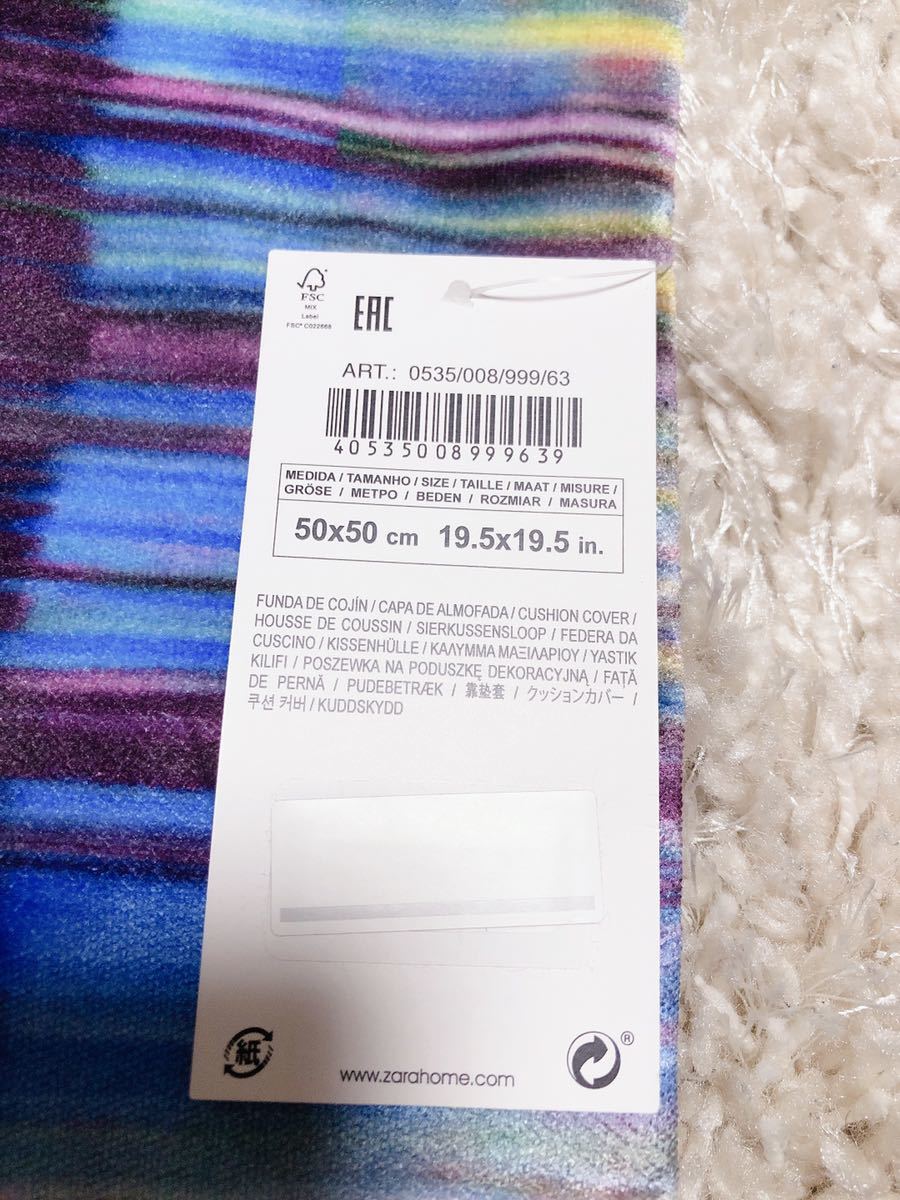 FSC
MIX
Label
FSC® C022668
EAC
ART.: 0535/008/999/63
40535008999639
MEDIDA / TAMANHO / SIZE / TAILLE / MAAT / MISURE /
GRÖSE / ΜΕΤΡΟ / BEDEN / ROZMIAR / MASURA
50x50 cm 19.5x19.5 in.
FUNDA DE COJÍN / CAPA DE ALMOFADA / CUSHION COVER /
HOUSSE DE COUSSIN / SIERKUSSENSLOOP / FEDERA DA
CUSCINO / KISSENHÜLLE / ΚΑΛΥΜΜΑ ΜΑΞΙΛΑΡΙΟΥ / YASTIK
KILIFI / POSZEWKA NA PODUSZKĘ DEKORACYJNĄ / FAȚĂ
DE PERNĂ / PUDEBETRÆK / 靠垫套 / クッションカバー /
쿠션 커버 / KUDDSKYDD
紙
www.zarahome.com
®